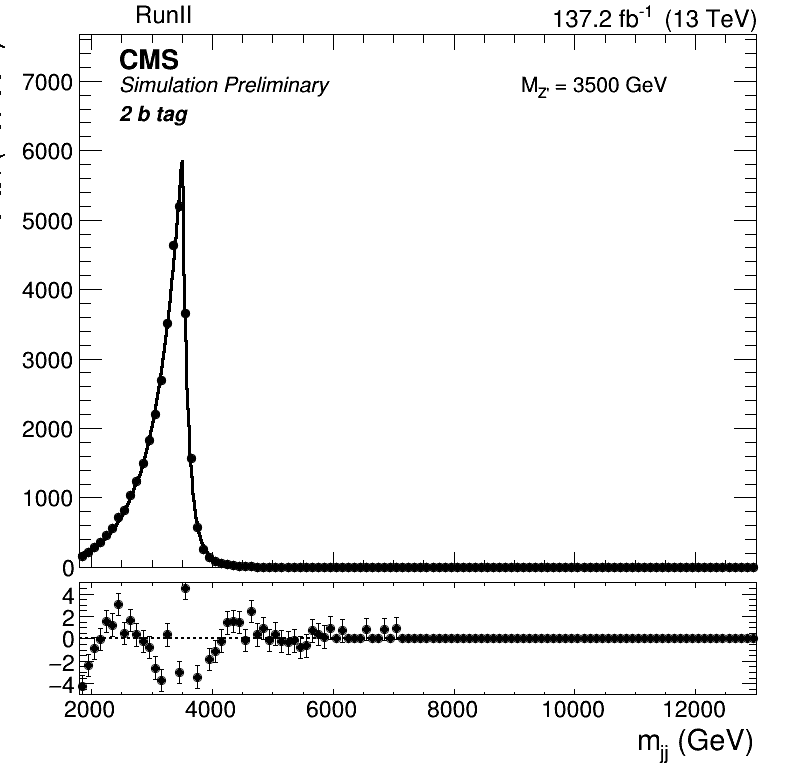 RunII
137.2 fb⁻¹ (13 TeV)
CMS
Simulation Preliminary
M_Z' = 3500 GeV
2 b tag
7000
6000
5000
4000
3000
2000
1000
0
4
2
0
−2
−4
2000 4000 6000 8000 10000 12000
m_jj (GeV)